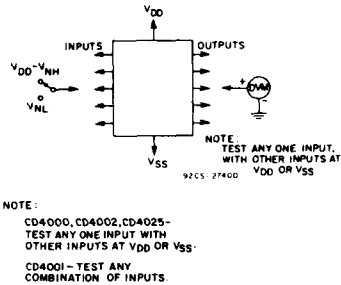 VDD
INPUTS
OUTPUTS
VDD-VNH
VNL
+
DVM
-
VSS
NOTE:
TEST ANY ONE INPUT,
WITH OTHER INPUTS AT
VDD OR VSS
92CS-27400
NOTE:
CD4000, CD4002, CD4025-
TEST ANY ONE INPUT WITH
OTHER INPUTS AT VDD OR VSS.
CD4001-TEST ANY
COMBINATION OF INPUTS.